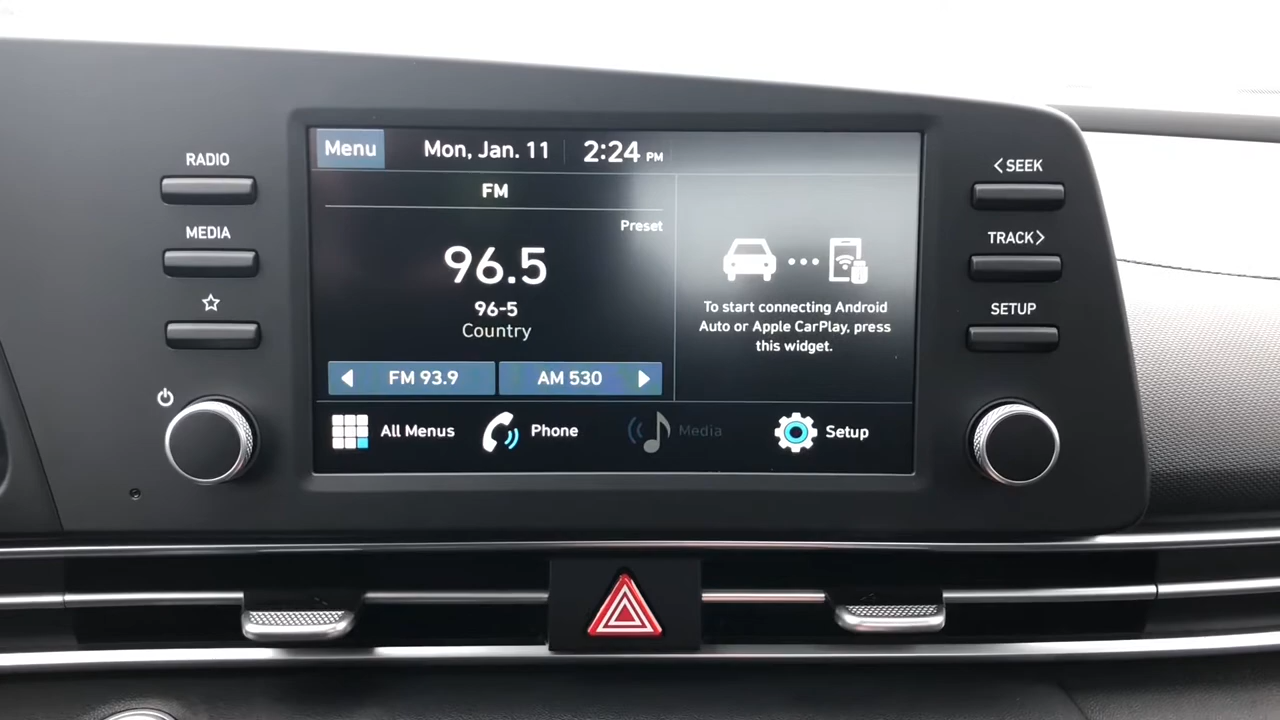 RADIO
MEDIA
Menu
Mon, Jan. 11
2:24 PM
FM
Preset
96.5
96-5
Country
FM 93.9
AM 530
To start connecting Android
Auto or Apple CarPlay, press
this widget.
All Menus
Phone
Media
Setup
<SEEK
TRACK>
SETUP